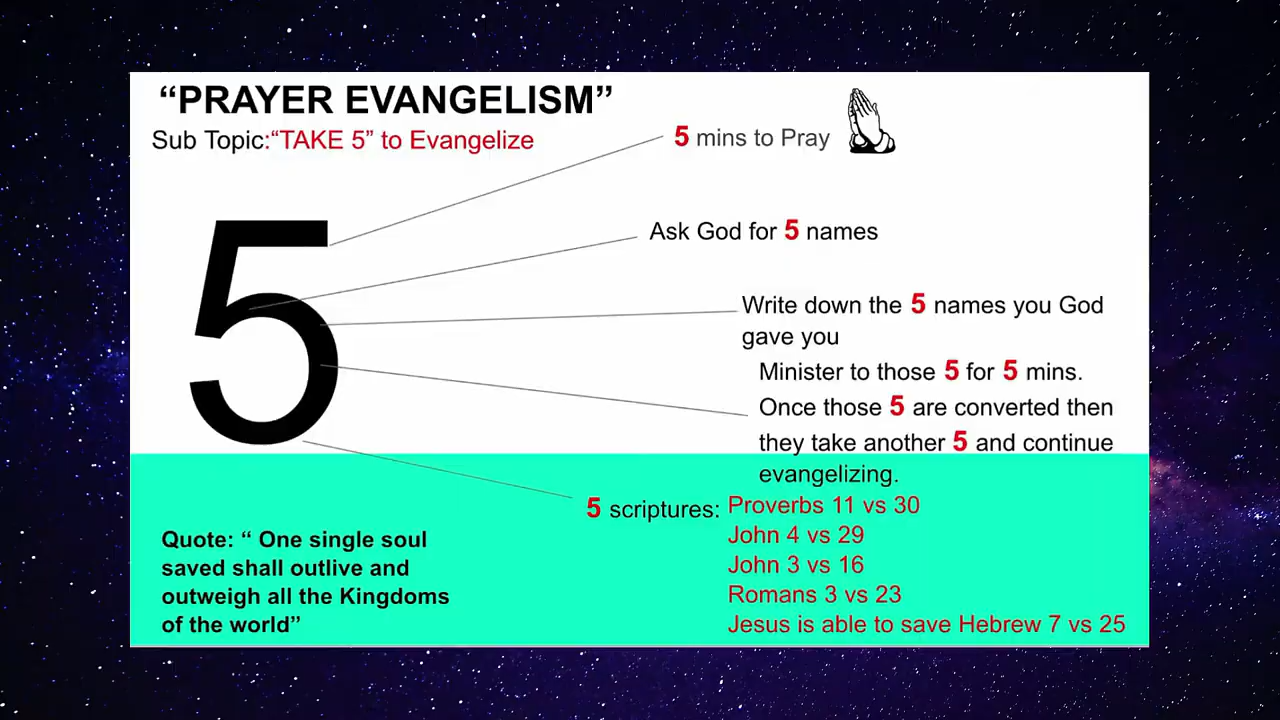 “PRAYER EVANGELISM”
Sub Topic:“TAKE 5” to Evangelize
5 mins to Pray
5
Ask God for 5 names
Write down the 5 names you God
gave you
Minister to those 5 for 5 mins.
Once those 5 are converted then
they take another 5 and continue
evangelizing.
5 scriptures: Proverbs 11 vs 30
John 4 vs 29
John 3 vs 16
Romans 3 vs 23
Jesus is able to save Hebrew 7 vs 25
Quote: “ One single soul
saved shall outlive and
outweigh all the Kingdoms
of the world”